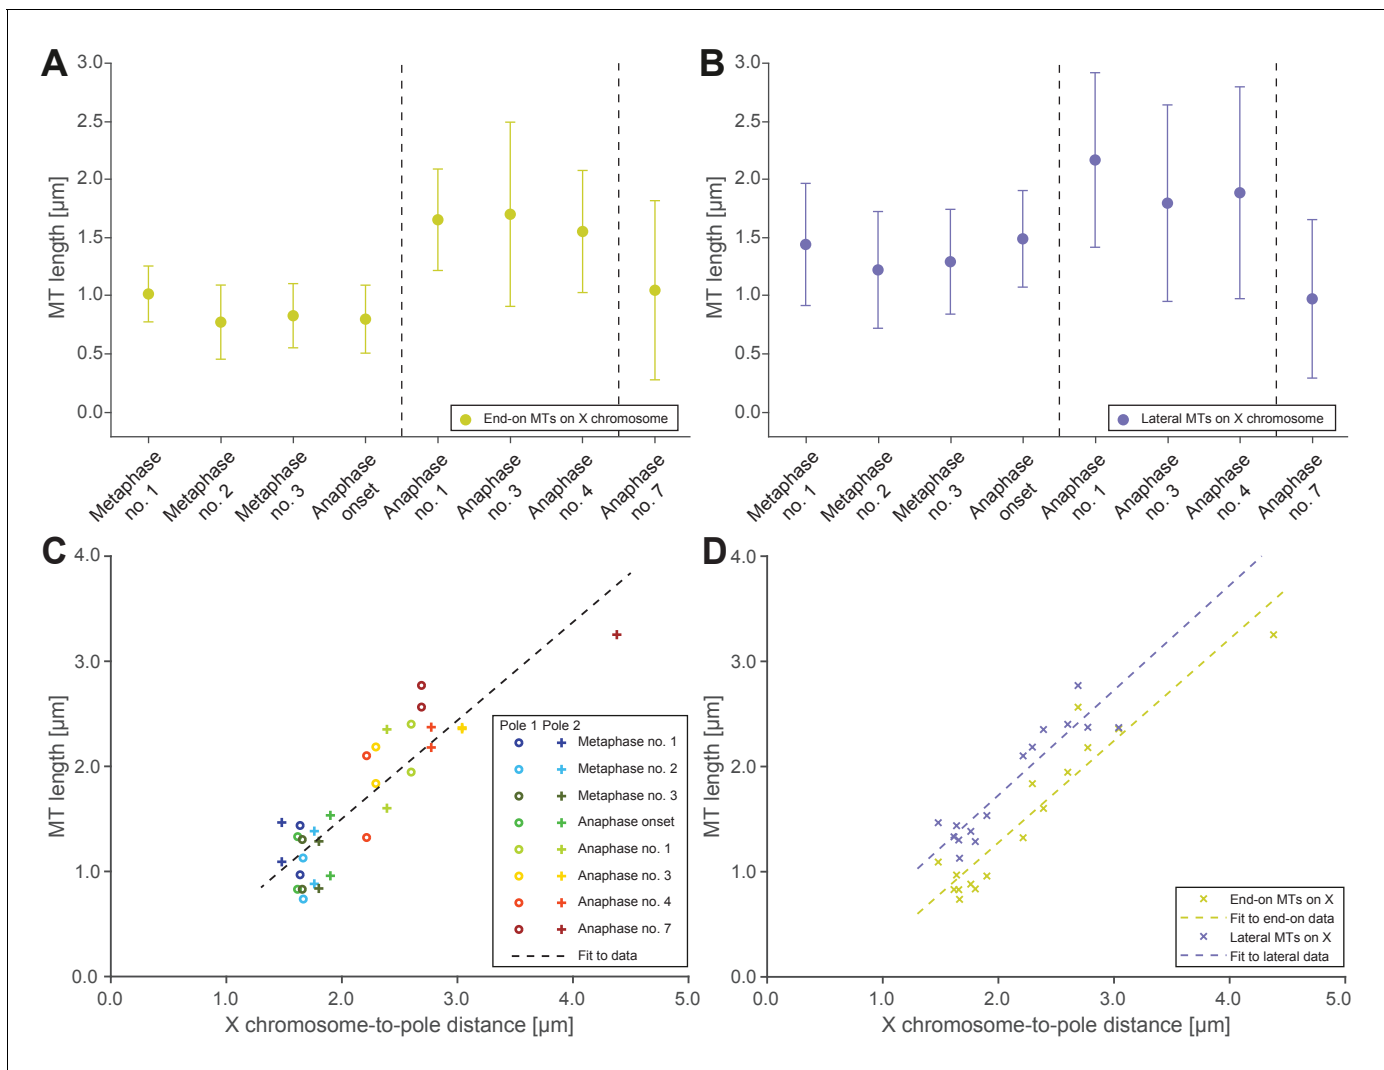 A
3.0
2.5
2.0
1.5
1.0
0.5
0.0
MT length [µm]
End-on MTs on X chromosome
Metaphase
no. 1
Metaphase
no. 2
Metaphase
no. 3
Anaphase
onset
Anaphase
no. 1
Anaphase
no. 3
Anaphase
no. 4
Anaphase
no. 7
B
3.0
2.5
2.0
1.5
1.0
0.5
0.0
MT length [µm]
Lateral MTs on X chromosome
Metaphase
no. 1
Metaphase
no. 2
Metaphase
no. 3
Anaphase
onset
Anaphase
no. 1
Anaphase
no. 3
Anaphase
no. 4
Anaphase
no. 7
C
4.0
3.0
2.0
1.0
0.0
MT length [µm]
Pole 1 Pole 2
Metaphase no. 1
Metaphase no. 2
Metaphase no. 3
Anaphase onset
Anaphase no. 1
Anaphase no. 3
Anaphase no. 4
Anaphase no. 7
Fit to data
0.0 1.0 2.0 3.0 4.0 5.0
X chromosome-to-pole distance [µm]
D
4.0
3.0
2.0
1.0
0.0
MT length [µm]
End-on MTs on X
Fit to end-on data
Lateral MTs on X
Fit to lateral data
0.0 1.0 2.0 3.0 4.0 5.0
X chromosome-to-pole distance [µm]